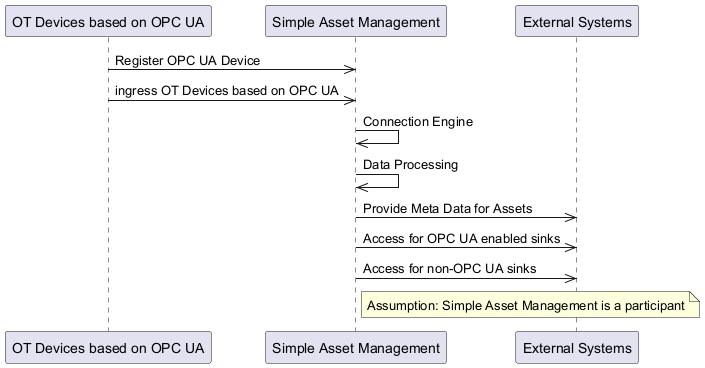 OT Devices based on OPC UA
Simple Asset Management
External Systems
Register OPC UA Device
ingress OT Devices based on OPC UA
Connection Engine
Data Processing
Provide Meta Data for Assets
Access for OPC UA enabled sinks
Access for non-OPC UA sinks
Assumption: Simple Asset Management is a participant
OT Devices based on OPC UA
Simple Asset Management
External Systems